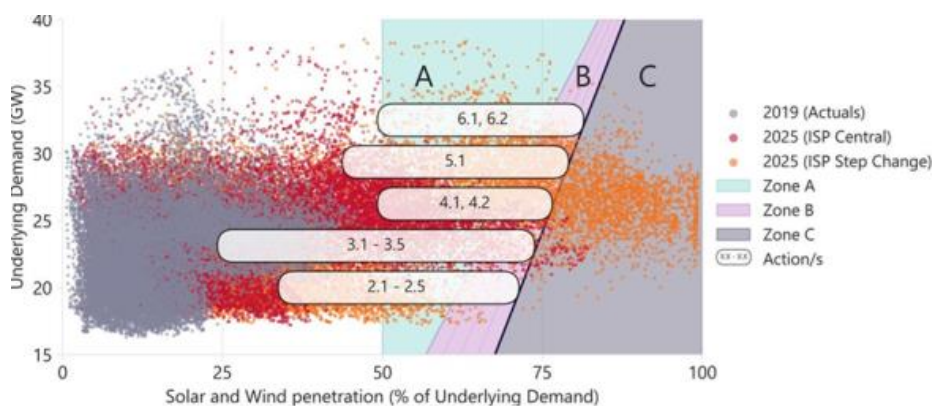 40
35
30
25
20
15
Underlying Demand (GW)
A
B
C
6.1, 6.2
5.1
4.1, 4.2
3.1 - 3.5
2.1 - 2.5
0
25
50
75
100
Solar and Wind penetration (% of Underlying Demand)
2019 (Actuals)
2025 (ISP Central)
2025 (ISP Step Change)
Zone A
Zone B
Zone C
xx - xx
Action/s